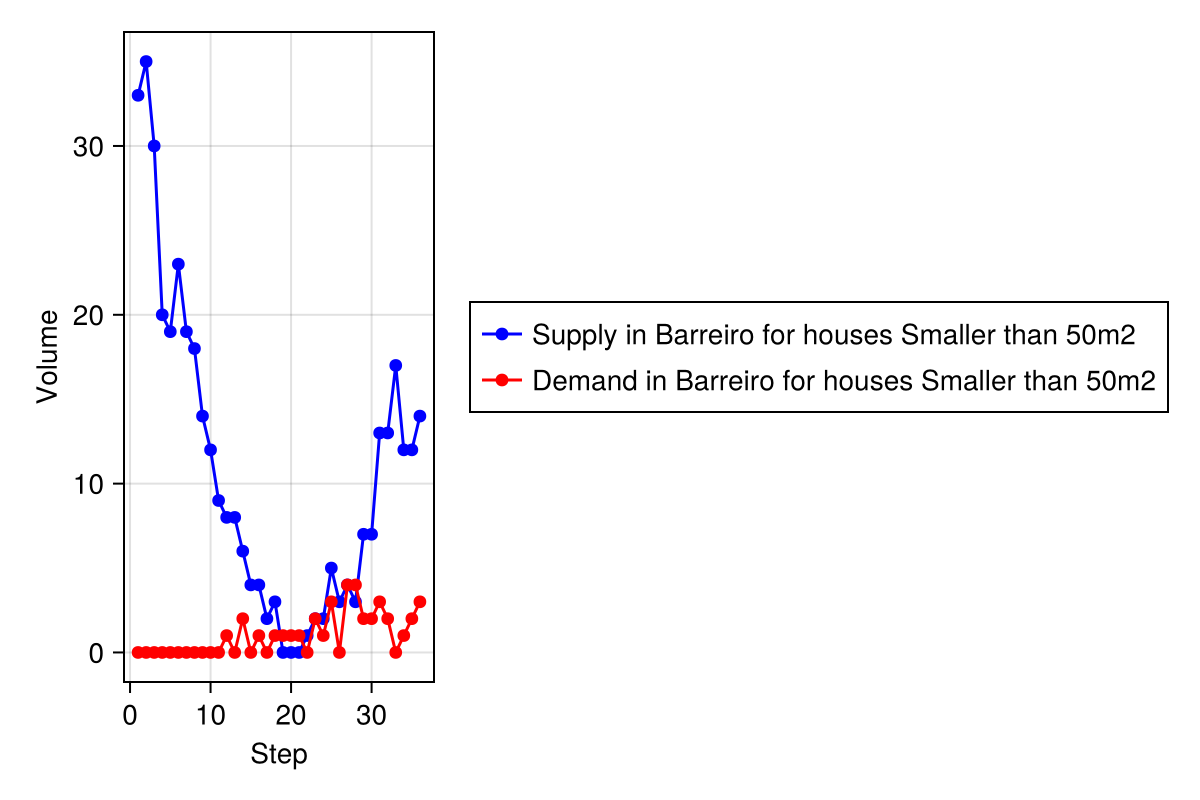 30
20
10
0
Volume
0 10 20 30
Step
Supply in Barreiro for houses Smaller than 50m2
Demand in Barreiro for houses Smaller than 50m2